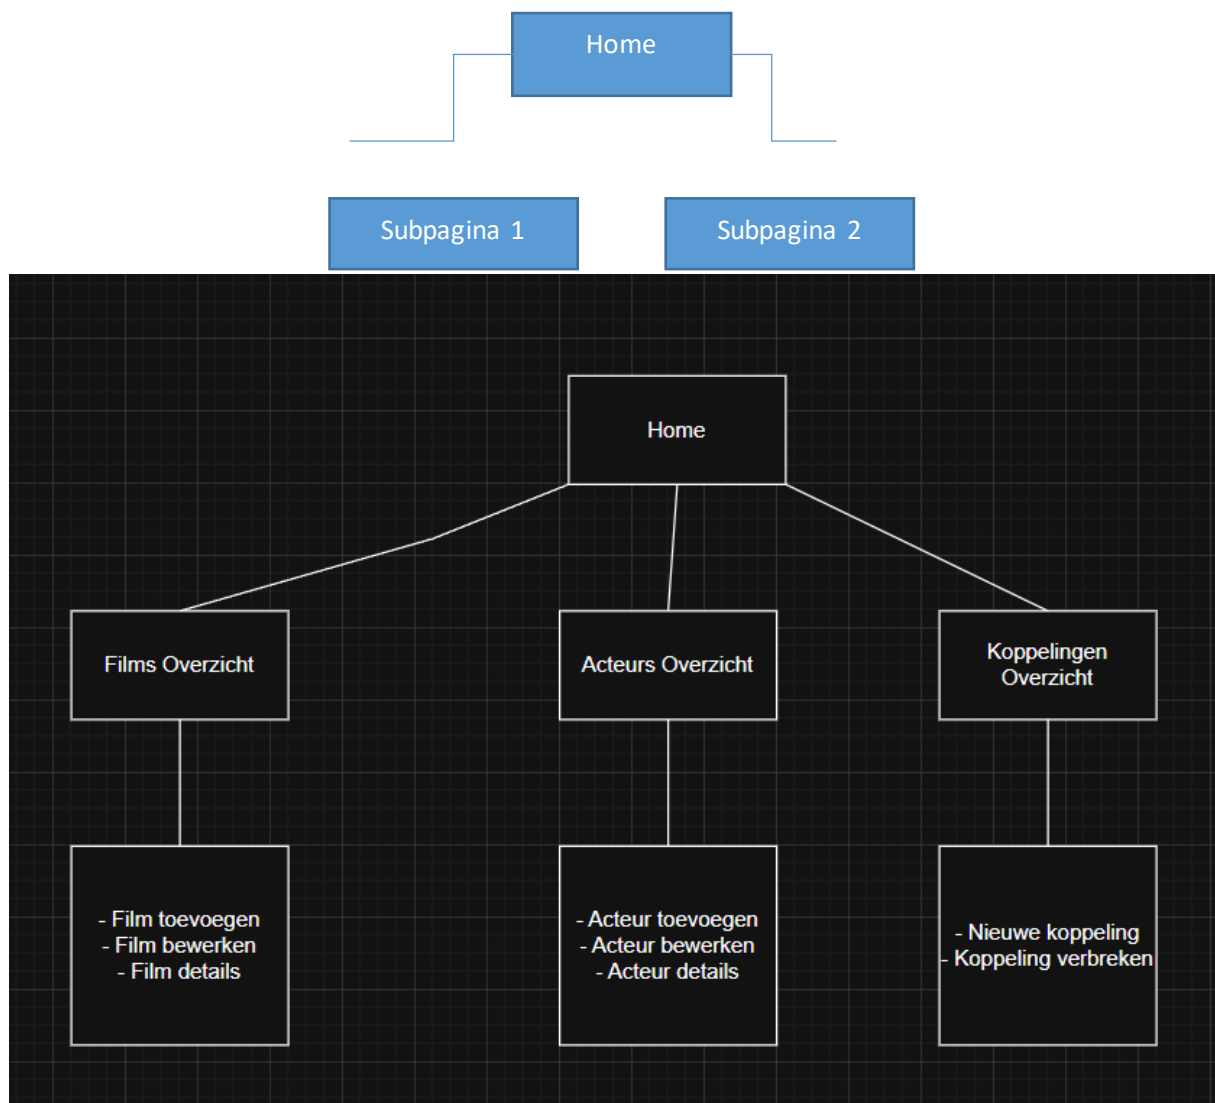 Home
Subpagina 1
Subpagina 2
Home
Films Overzicht
Acteurs Overzicht
Koppelingen
Overzicht
- Film toevoegen
- Film bewerken
- Film details
- Acteur toevoegen
- Acteur bewerken
- Acteur details
- Nieuwe koppeling
- Koppeling verbreken